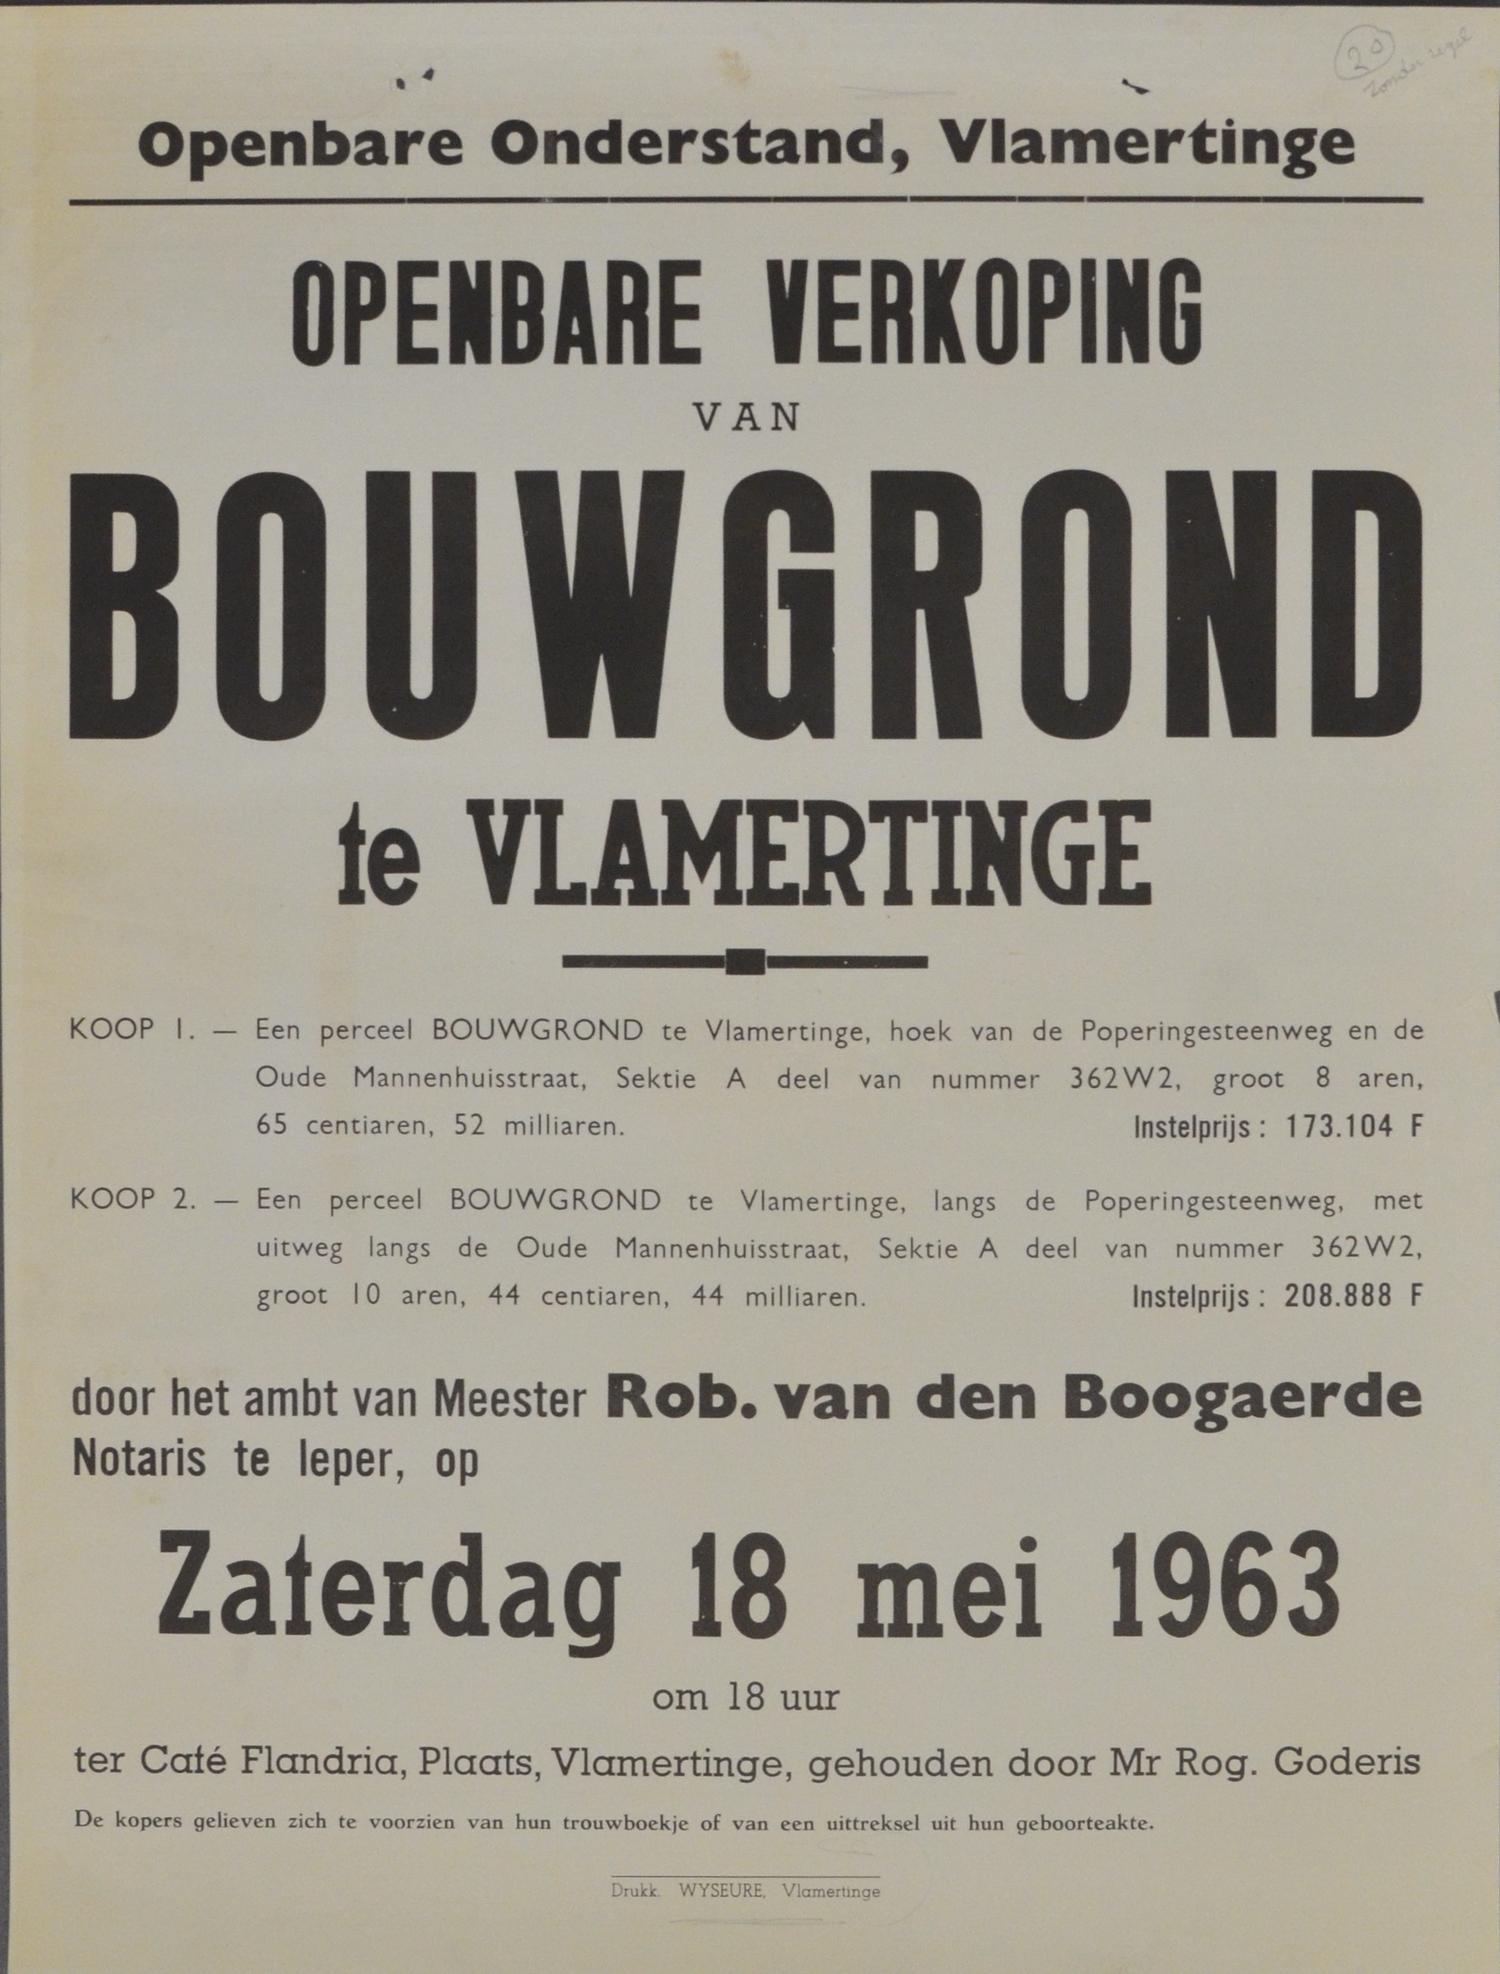 20
zonder zegel
Openbare Onderstand, Vlamertinge
OPENBARE VERKOPING
VAN
BOUWGROND
te VLAMERTINGE
KOOP 1. — Een perceel BOUWGROND te Vlamertinge, hoek van de Poperingesteenweg en de
Oude Mannenhuisstraat, Sektie A deel van nummer 362W2, groot 8 aren,
65 centiaren, 52 milliaren. Instelprijs : 173.104 F
KOOP 2. — Een perceel BOUWGROND te Vlamertinge, langs de Poperingesteenweg, met
uitweg langs de Oude Mannenhuisstraat, Sektie A deel van nummer 362W2,
groot 10 aren, 44 centiaren, 44 milliaren. Instelprijs : 208.888 F
door het ambt van Meester Rob. van den Boogaerde
Notaris te Ieper, op
Zaterdag 18 mei 1963
om 18 uur
ter Café Flandria, Plaats, Vlamertinge, gehouden door Mr Rog. Goderis
De kopers gelieven zich te voorzien van hun trouwboekje of van een uittreksel uit hun geboorteakte.
Drukk. WYSEURE, Vlamertinge